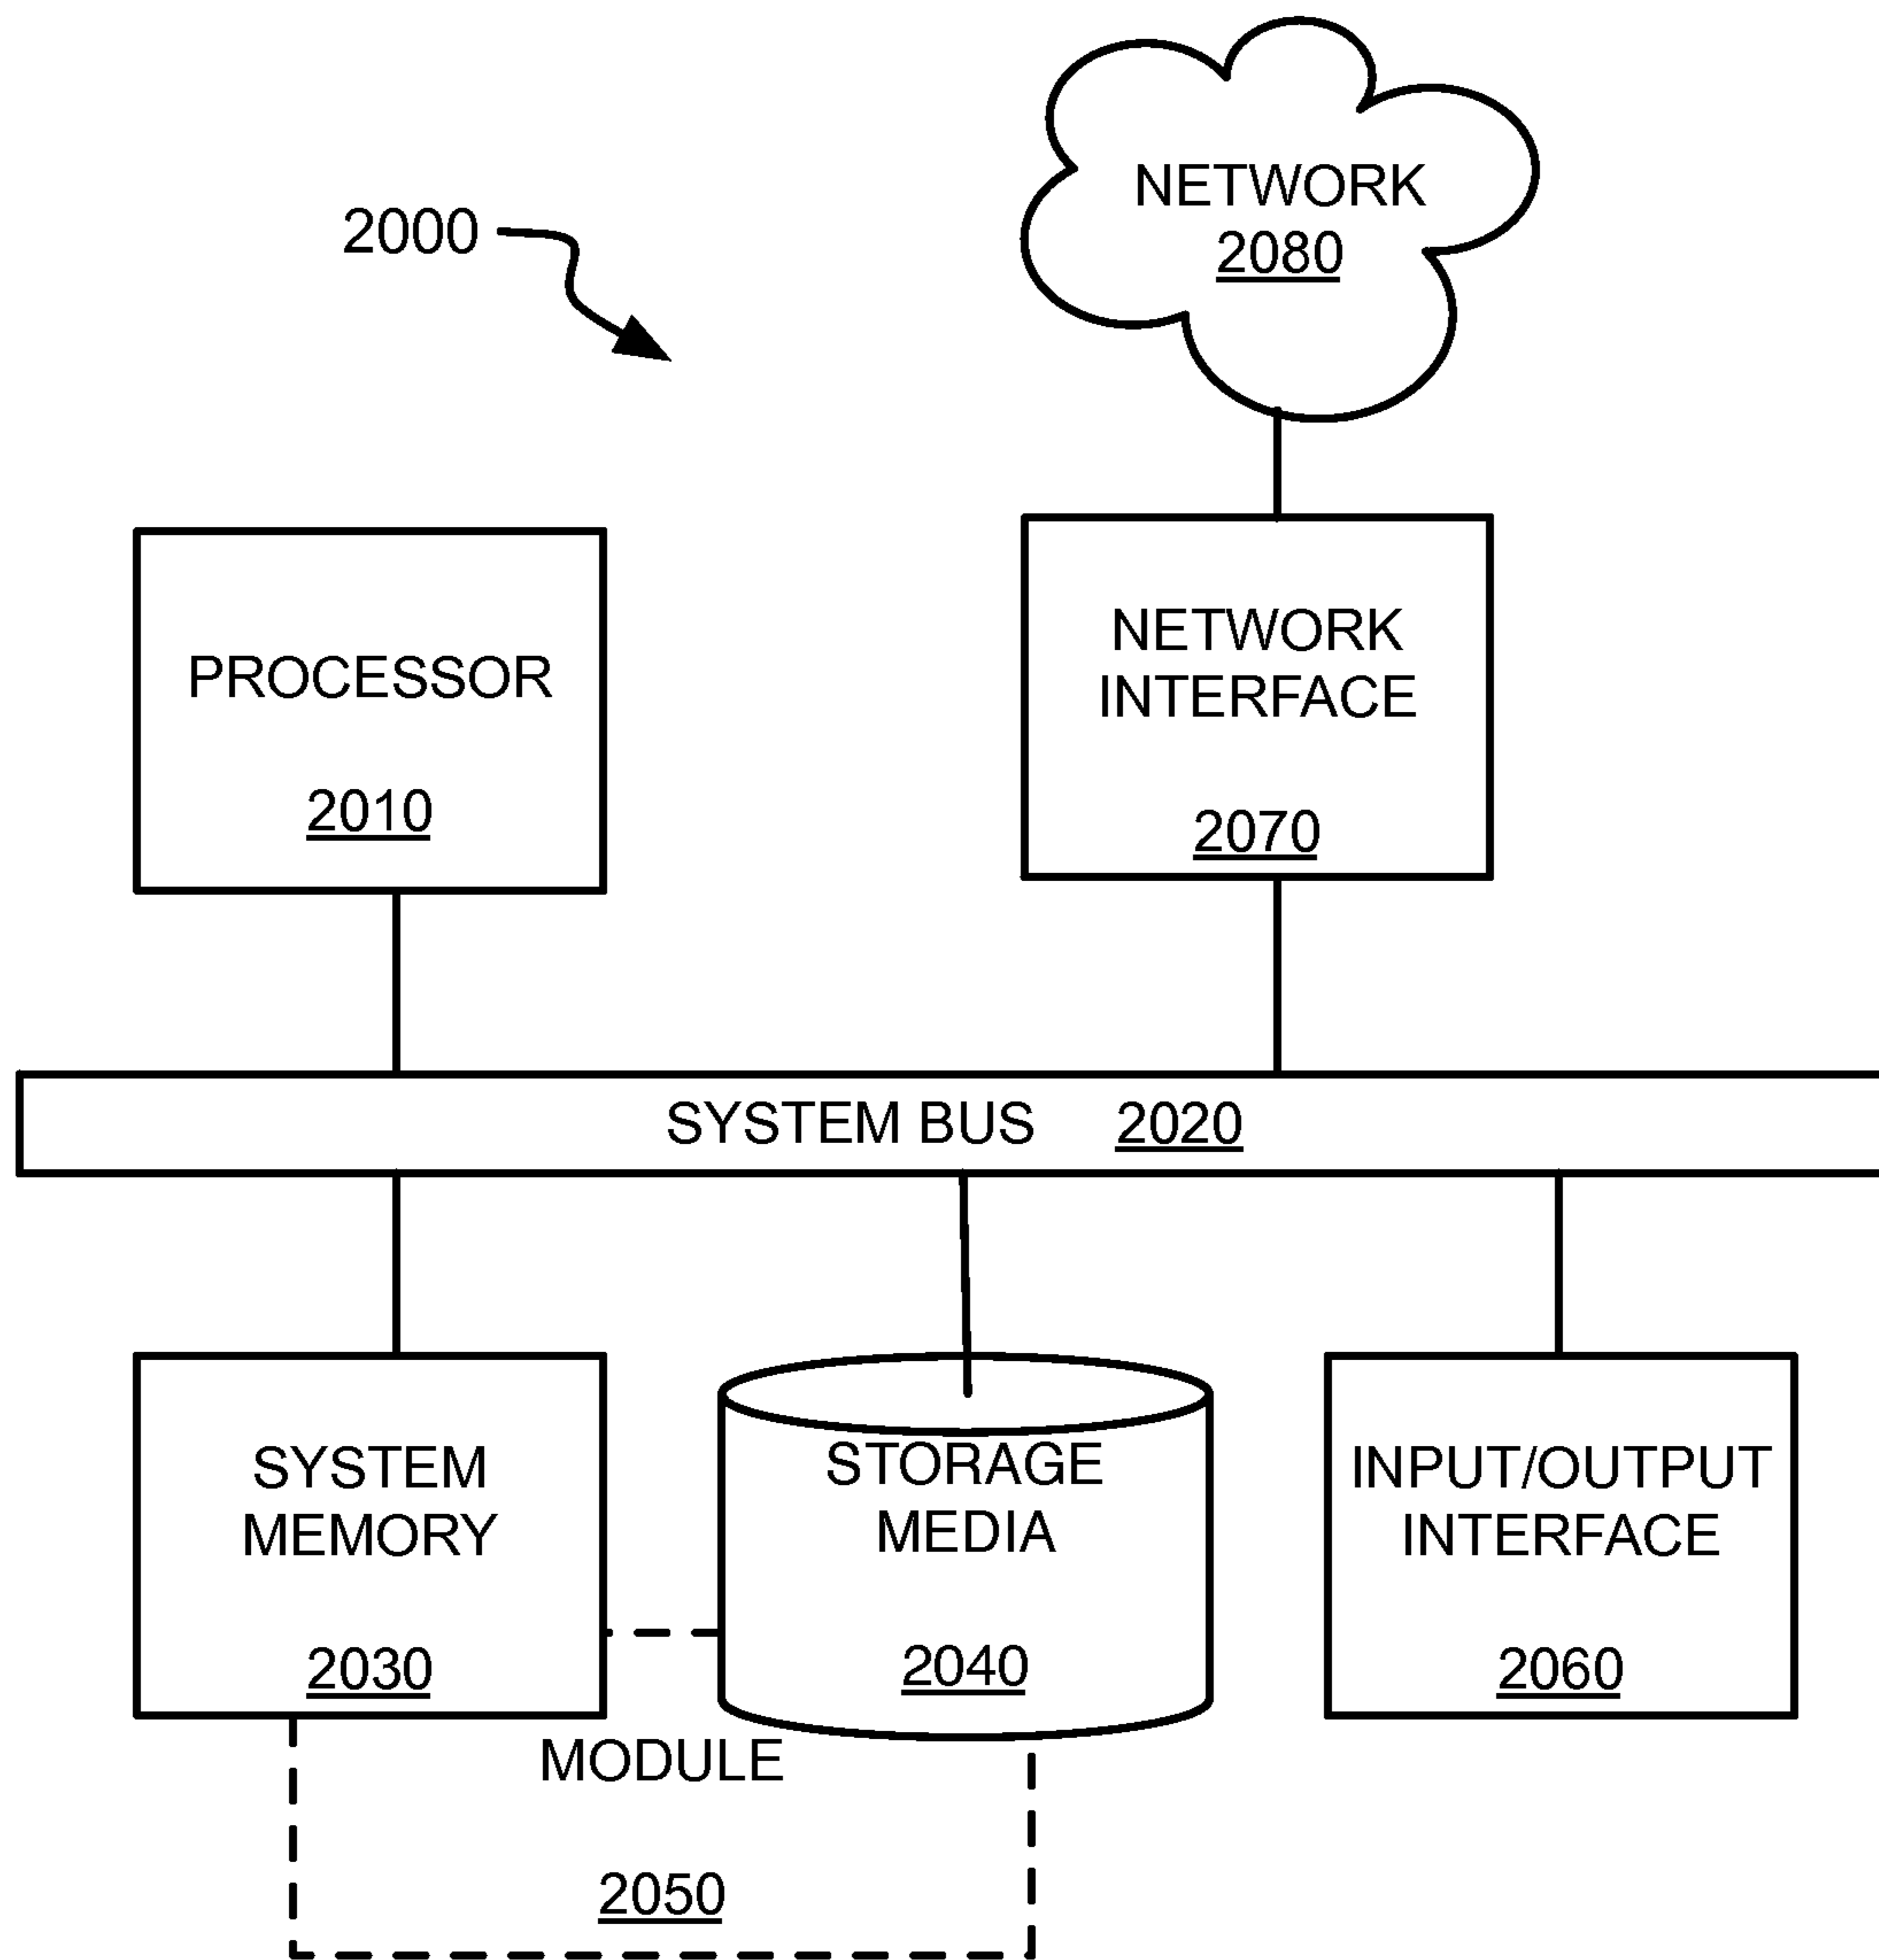 NETWORK
2080
2000
PROCESSOR
2010
NETWORK
INTERFACE
2070
SYSTEM BUS 2020
SYSTEM
MEMORY
2030
STORAGE
MEDIA
2040
INPUT/OUTPUT
INTERFACE
2060
MODULE
2050